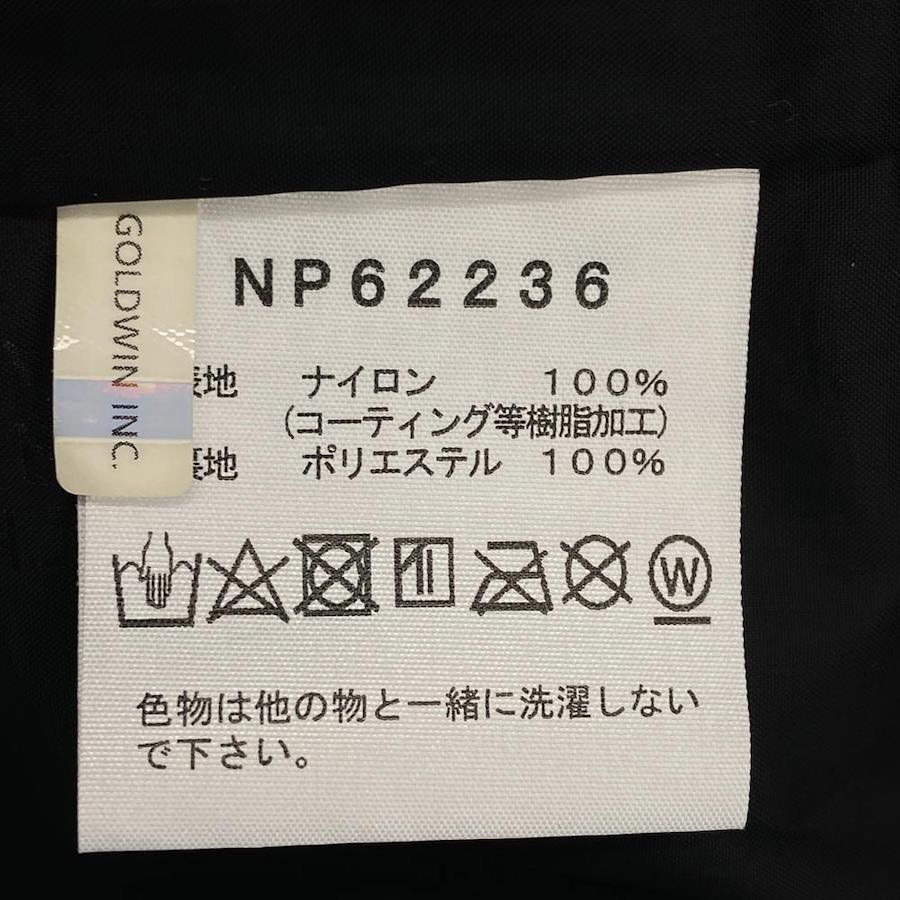 GOLDWIN INC.
NP62236
表地 ナイロン 100%
(コーティング等樹脂加工)
裏地 ポリエステル 100%
W
色物は他の物と一緒に洗濯しない
で下さい。